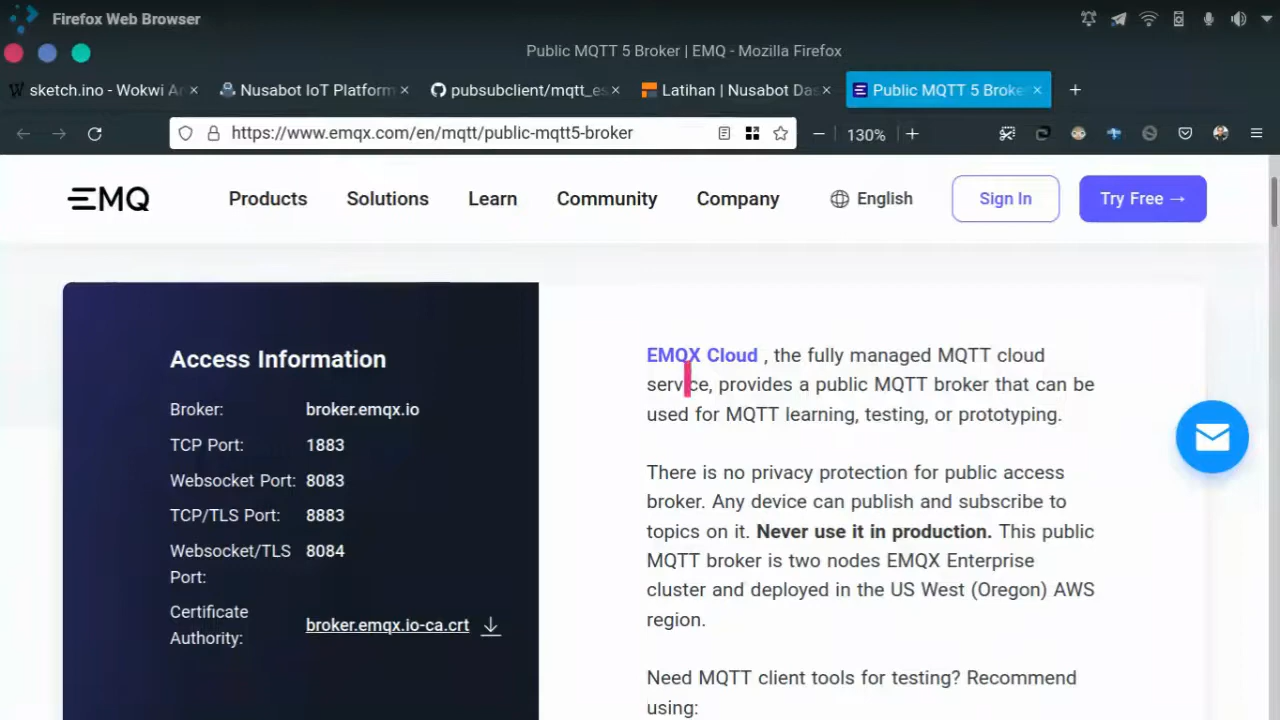 Firefox Web Browser
Public MQTT 5 Broker | EMQ - Mozilla Firefox
sketch.ino - Wokwi
Nusabot IoT Platform
pubsubclient/mqtt_es
Latihan | Nusabot Das
Public MQTT 5 Broke
https://www.emqx.com/en/mqtt/public-mqtt5-broker
130%
EMQ
Products
Solutions
Learn
Community
Company
English
Sign In
Try Free →
Access Information
Broker: broker.emqx.io
TCP Port: 1883
Websocket Port: 8083
TCP/TLS Port: 8883
Websocket/TLS 8084
Port:
Certificate
Authority: broker.emqx.io-ca.crt
EMQX Cloud , the fully managed MQTT cloud
service, provides a public MQTT broker that can be
used for MQTT learning, testing, or prototyping.
There is no privacy protection for public access
broker. Any device can publish and subscribe to
topics on it. Never use it in production. This public
MQTT broker is two nodes EMQX Enterprise
cluster and deployed in the US West (Oregon) AWS
region.
Need MQTT client tools for testing? Recommend
using: